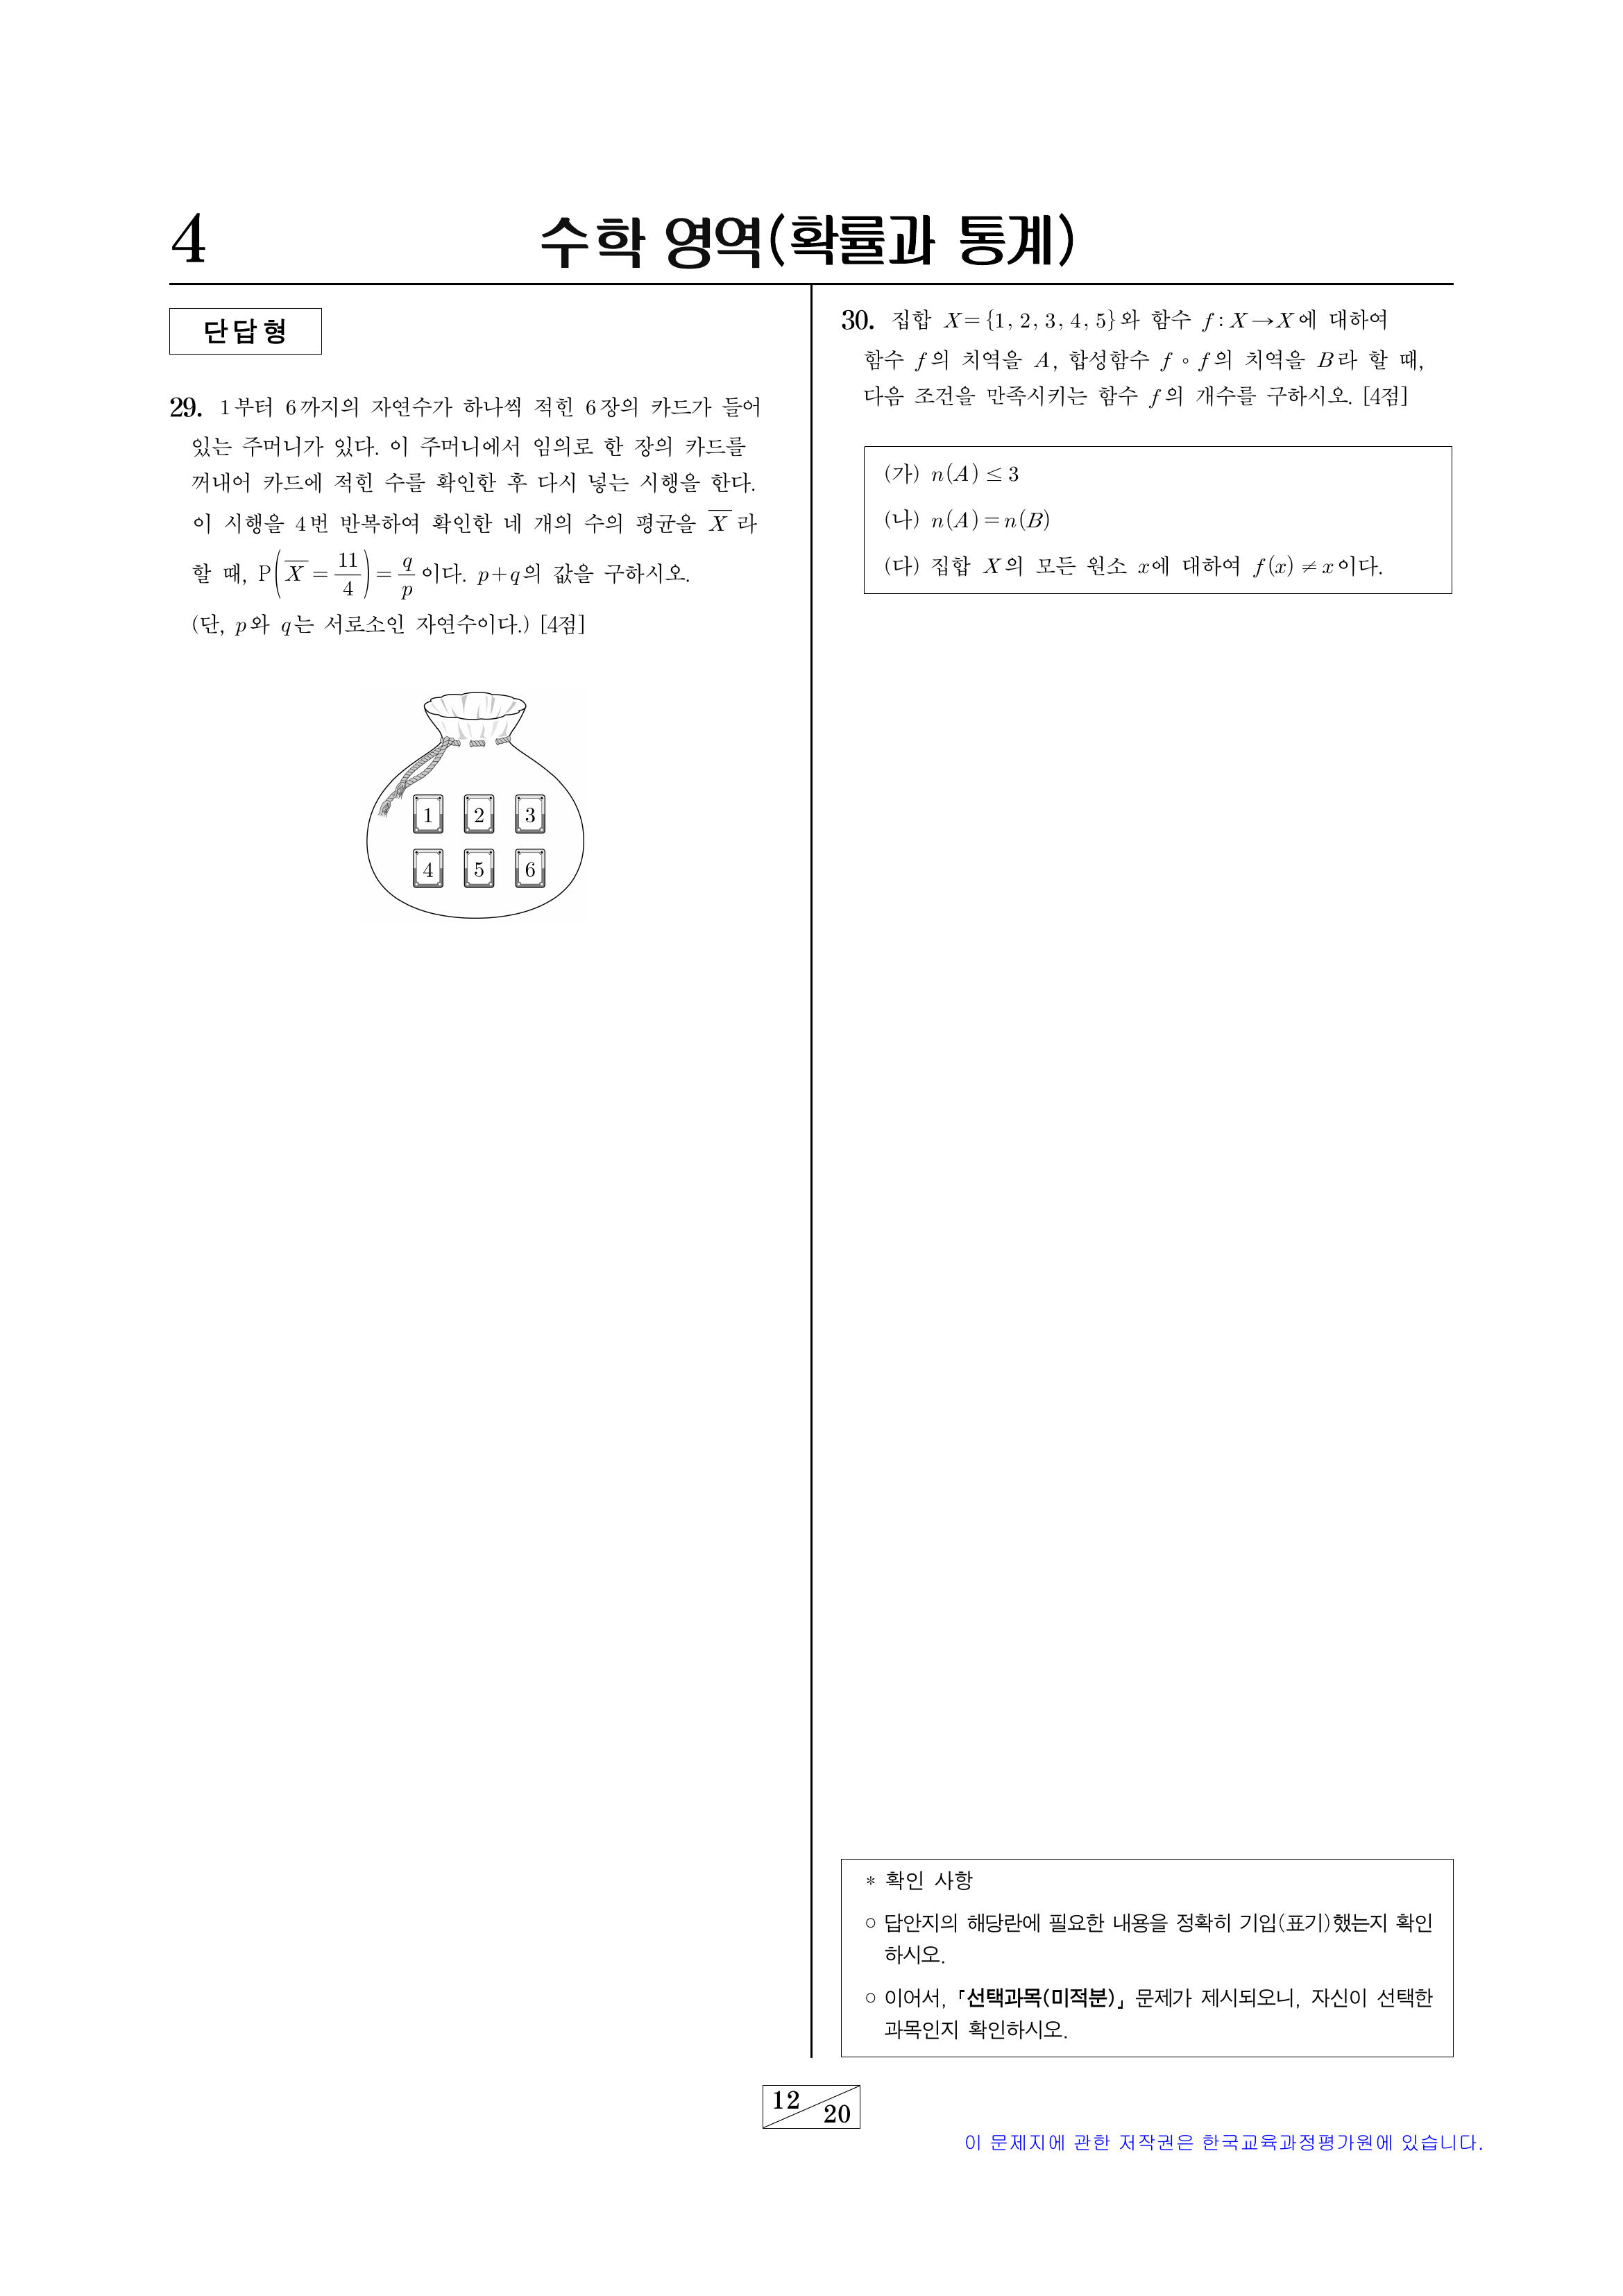 4
수학 영역(확률과 통계)
단답형
29. 1부터 6까지의 자연수가 하나씩 적힌 6장의 카드가 들어
있는 주머니가 있다. 이 주머니에서 임의로 한 장의 카드를
꺼내어 카드에 적힌 수를 확인한 후 다시 넣는 시행을 한다.
이 시행을 4번 반복하여 확인한 네 개의 수의 평균을 X̄ 라
할 때, P(X̄ = 11/4) = q/p 이다. p+q의 값을 구하시오.
(단, p와 q는 서로소인 자연수이다.) [4점]
1 2 3
4 5 6
30. 집합 X={1, 2, 3, 4, 5}와 함수 f : X→X에 대하여
함수 f의 치역을 A, 합성함수 f ∘ f의 치역을 B라 할 때,
다음 조건을 만족시키는 함수 f의 개수를 구하시오. [4점]
(가) n(A) ≤ 3
(나) n(A) = n(B)
(다) 집합 X의 모든 원소 x에 대하여 f(x) ≠ x이다.
* 확인 사항
○ 답안지의 해당란에 필요한 내용을 정확히 기입(표기)했는지 확인
하시오.
○ 이어서, 「선택과목(미적분)」 문제가 제시되오니, 자신이 선택한
과목인지 확인하시오.
12
20
이 문제지에 관한 저작권은 한국교육과정평가원에 있습니다.